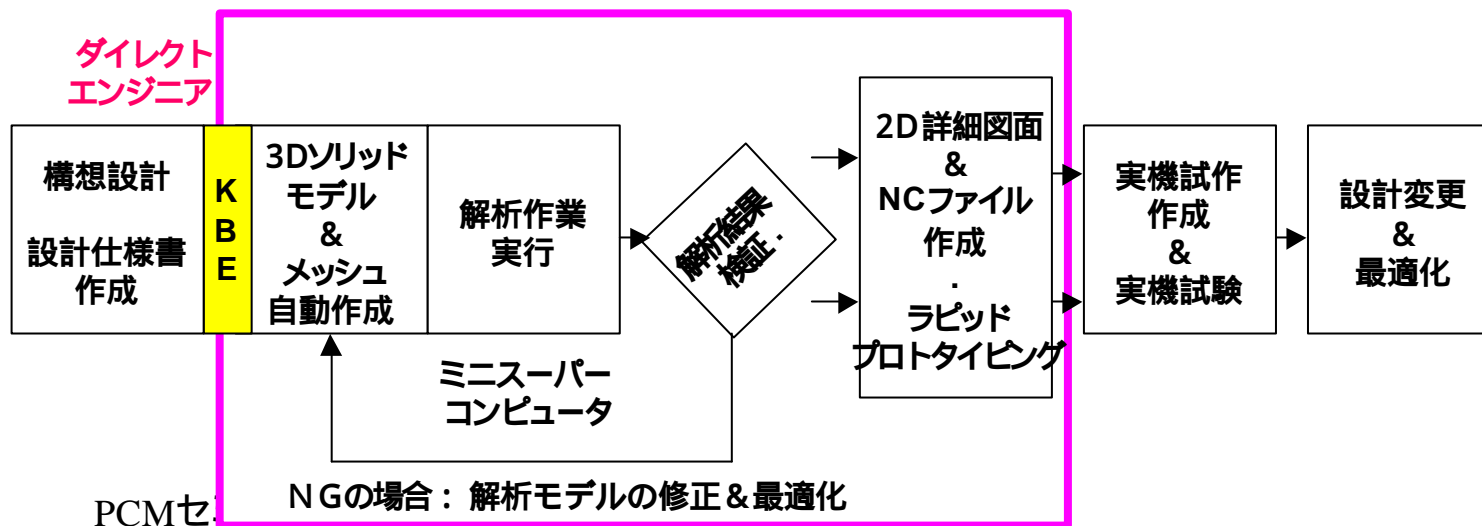 ダイレクト
エンジニア
構想設計
設計仕様書
作成
K
B
E
3Dソリッド
モデル
&
メッシュ
自動作成
解析作業
実行
解析結果
検証.
2D詳細図面
&
NCファイル
作成
.
ラピッド
プロトタイピング
実機試作
作成
&
実機試験
設計変更
&
最適化
ミニスーパー
コンピュータ
NGの場合：解析モデルの修正&最適化
PCMセ